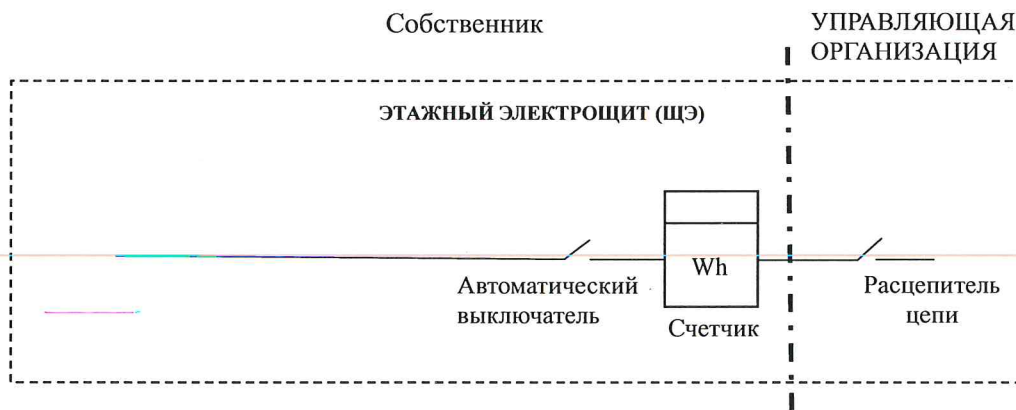 Собственник
УПРАВЛЯЮЩАЯ
ОРГАНИЗАЦИЯ
ЭТАЖНЫЙ ЭЛЕКТРОЩИТ (ЩЭ)
Wh
Автоматический
выключатель
Счетчик
Расцепитель
цепи